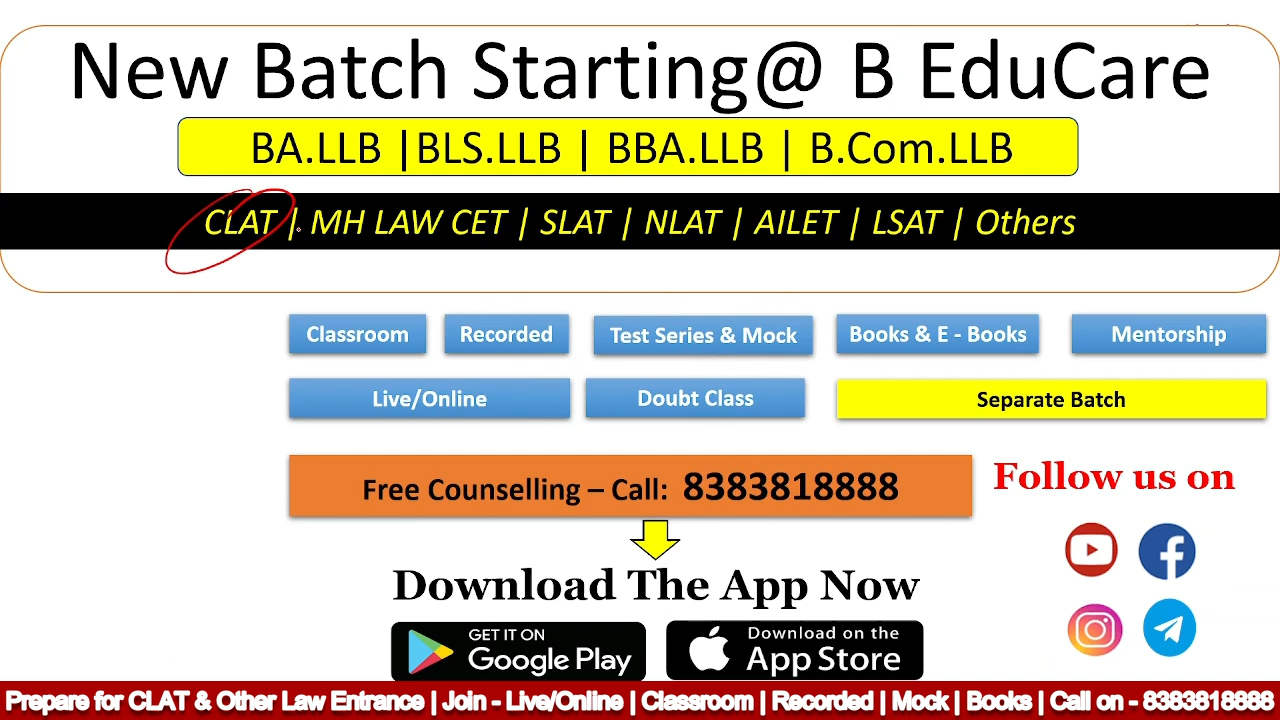 New Batch Starting@ B EduCare
BA.LLB |BLS.LLB | BBA.LLB | B.Com.LLB
CLAT | MH LAW CET | SLAT | NLAT | AILET | LSAT | Others
Classroom
Recorded
Test Series & Mock
Books & E - Books
Mentorship
Live/Online
Doubt Class
Separate Batch
Free Counselling – Call: 8383818888
Follow us on
Download The App Now
GET IT ON
Google Play
Download on the
App Store
Prepare for CLAT & Other Law Entrance | Join - Live/Online | Classroom | Recorded | Mock | Books | Call on - 8383818888